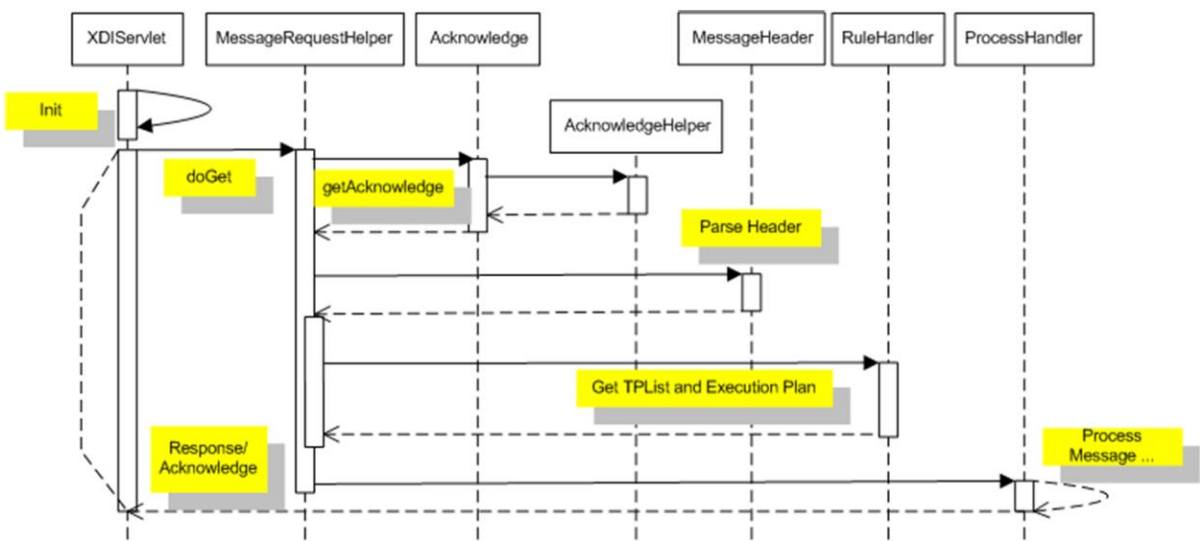 XDIServlet
MessageRequestHelper
Acknowledge
MessageHeader
RuleHandler
ProcessHandler
Init
AcknowledgeHelper
doGet
getAcknowledge
Parse Header
Get TPList and Execution Plan
Response/
Acknowledge
Process
Message ...